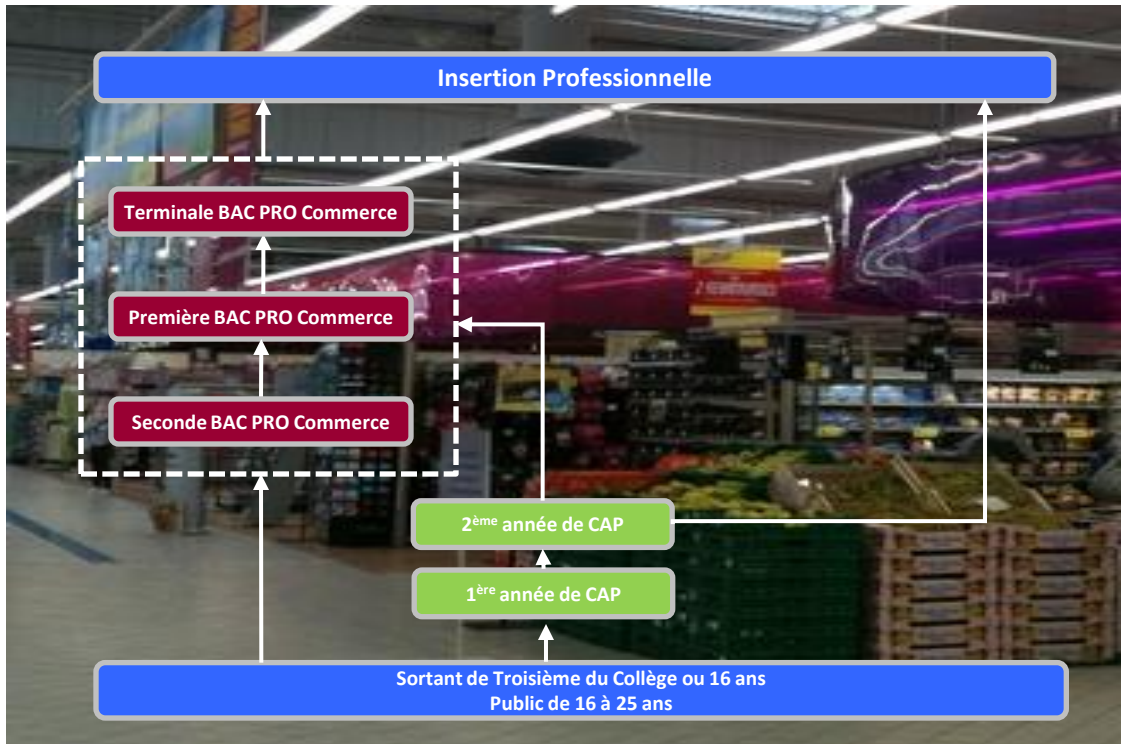 Insertion Professionnelle
Terminale BAC PRO Commerce
Première BAC PRO Commerce
Seconde BAC PRO Commerce
2ème année de CAP
1ère année de CAP
Sortant de Troisième du Collège ou 16 ans
Public de 16 à 25 ans